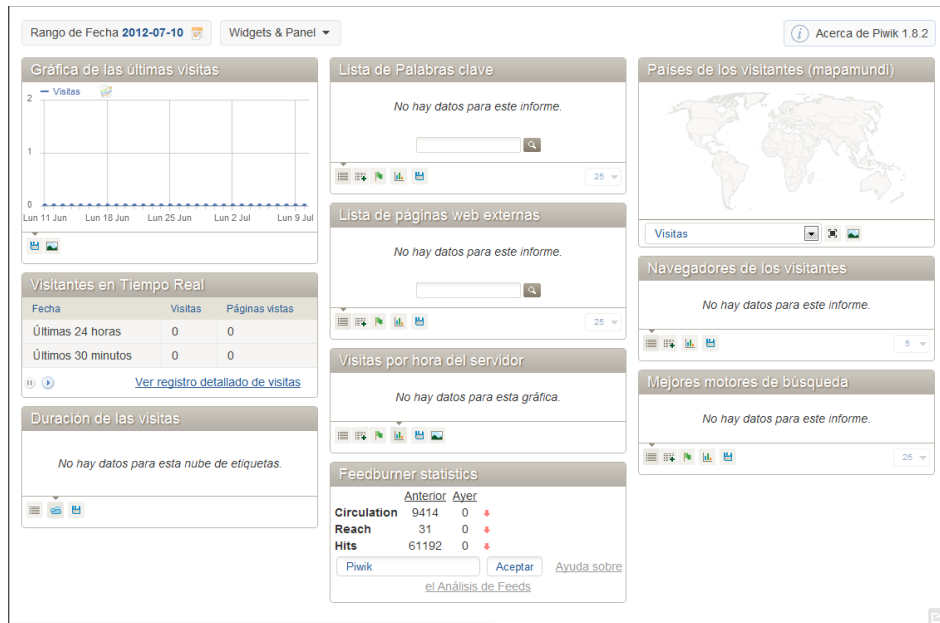 Rango de Fecha 2012-07-10
Widgets & Panel
Acerca de Piwik 1.8.2
Gráfica de las últimas visitas
Visitas
2
1
0
Lun 11 Jun Lun 18 Jun Lun 25 Jun Lun 2 Jul Lun 9 Jul
Visitantes en Tiempo Real
Fecha Visitas Páginas vistas
Últimas 24 horas 0 0
Últimos 30 minutos 0 0
Ver registro detallado de visitas
Duración de las visitas
No hay datos para esta nube de etiquetas.
Lista de Palabras clave
No hay datos para este informe.
25
Lista de páginas web externas
No hay datos para este informe.
25
Visitas por hora del servidor
No hay datos para esta gráfica.
Feedburner statistics
Anterior Ayer
Circulation 9414 0
Reach 31 0
Hits 61192 0
Piwik Aceptar Ayuda sobre
el Análisis de Feeds
Países de los visitantes (mapamundi)
Visitas
Navegadores de los visitantes
No hay datos para este informe.
5
Mejores motores de búsqueda
No hay datos para este informe.
25